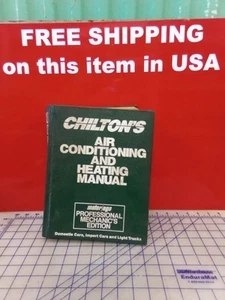 FREE SHIPPING
on this item in USA
CHILTON'S
AIR
CONDITIONING
AND
HEATING
MANUAL
motorage
PROFESSIONAL
MECHANIC'S
EDITION
Domestic Cars, Import Cars and Light Trucks